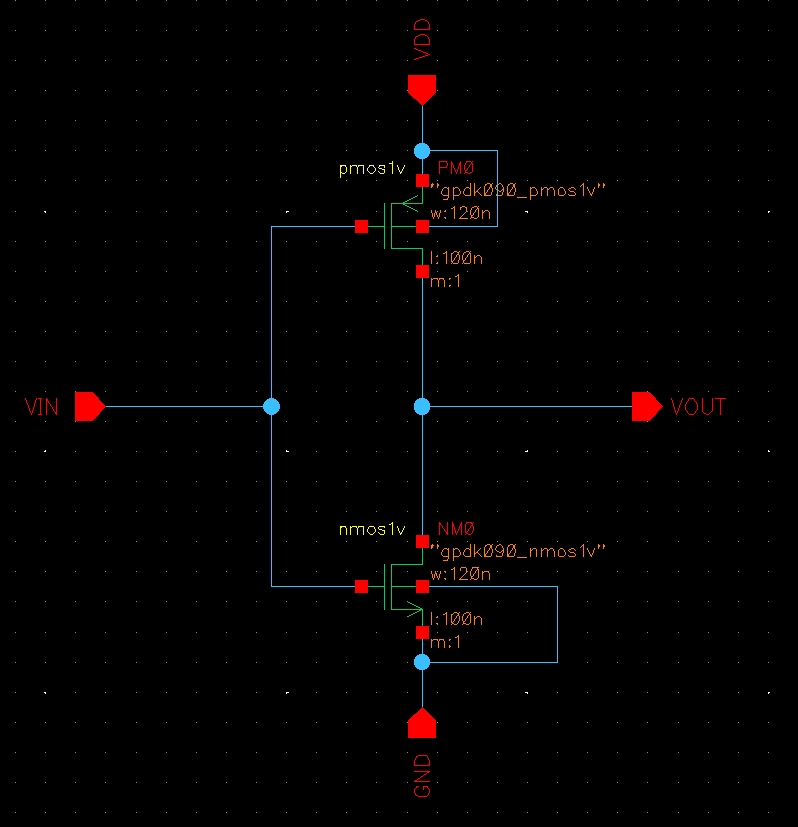 VDD
pmos1v PM0
"gpdk090_pmos1v"
w:120n
l:100n
m:1
VIN
VOUT
nmos1v NM0
"gpdk090_nmos1v"
w:120n
l:100n
m:1
GND